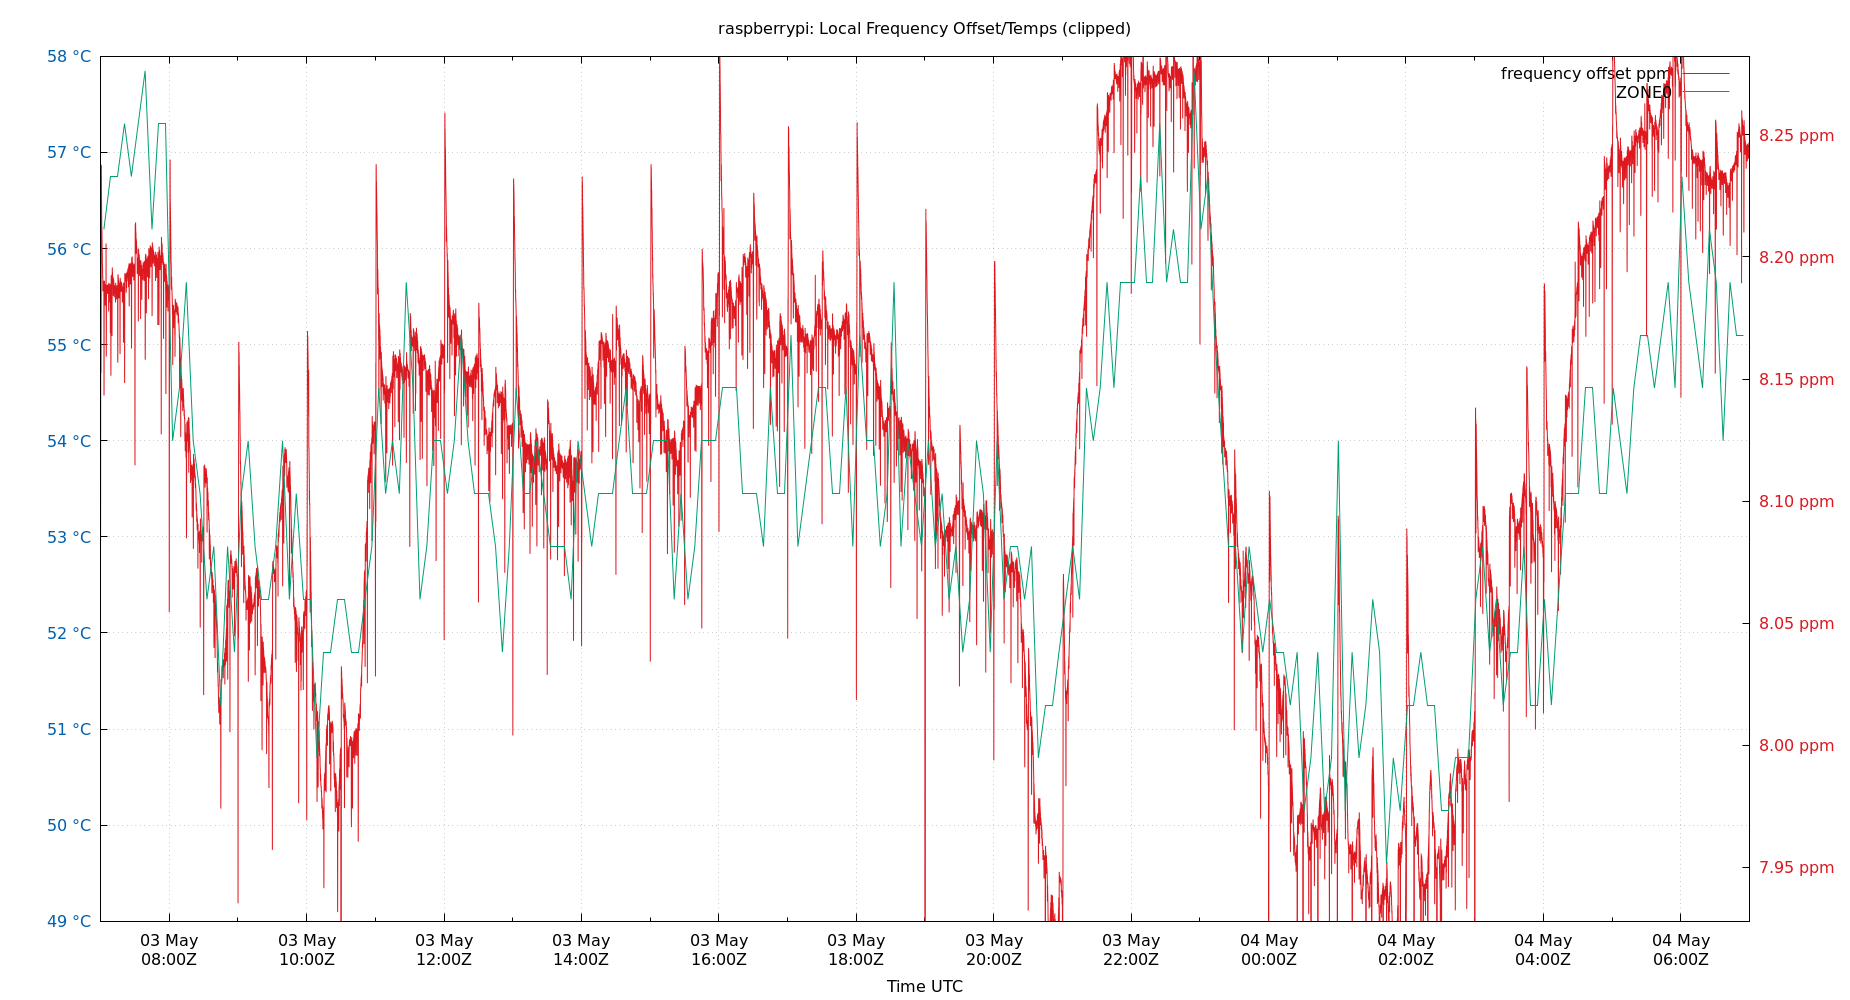 raspberrypi: Local Frequency Offset/Temps (clipped)
58 °C
57 °C
56 °C
55 °C
54 °C
53 °C
52 °C
51 °C
50 °C
49 °C
frequency offset ppm
ZONE0
8.25 ppm
8.20 ppm
8.15 ppm
8.10 ppm
8.05 ppm
8.00 ppm
7.95 ppm
03 May
08:00Z
03 May
10:00Z
03 May
12:00Z
03 May
14:00Z
03 May
16:00Z
03 May
18:00Z
03 May
20:00Z
03 May
22:00Z
04 May
00:00Z
04 May
02:00Z
04 May
04:00Z
04 May
06:00Z
Time UTC